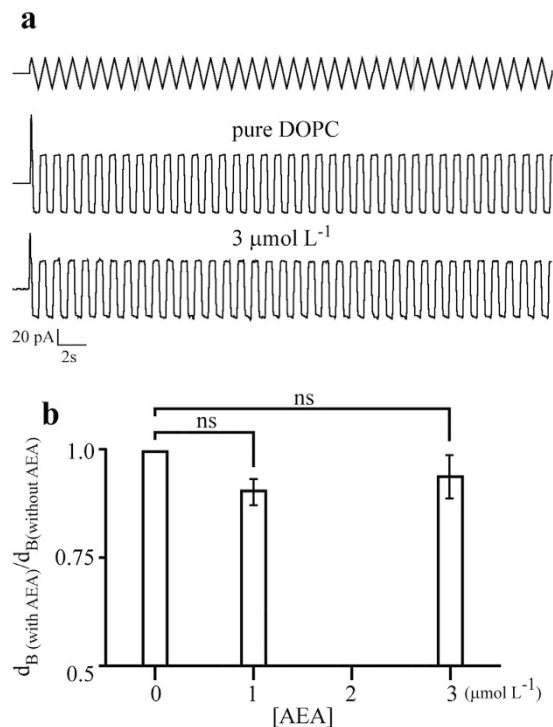 a
pure DOPC
3 μmol L⁻¹
20 pA
2s
b
ns
ns
1.0
0.75
0.5
d_B (with AEA)/d_B(without AEA)
0 1 2 3 (μmol L⁻¹)
[AEA]